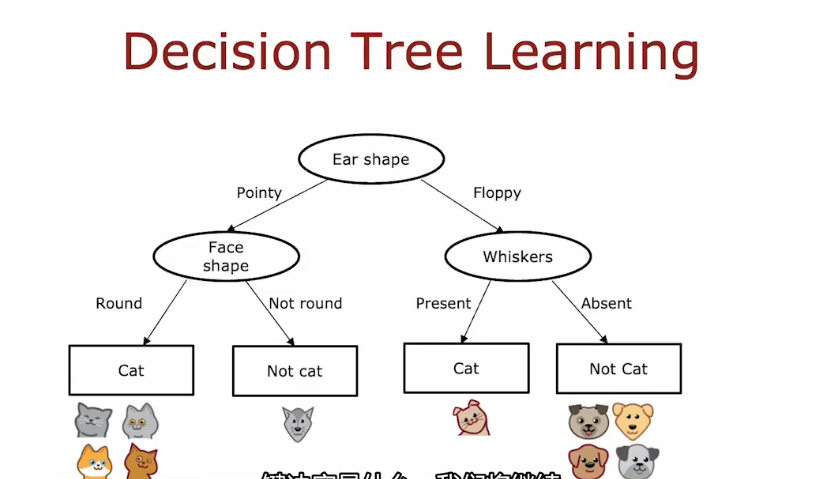 Decision Tree Learning
Ear shape
Pointy
Floppy
Face
shape
Whiskers
Round
Not round
Present
Absent
Cat
Not cat
Cat
Not Cat